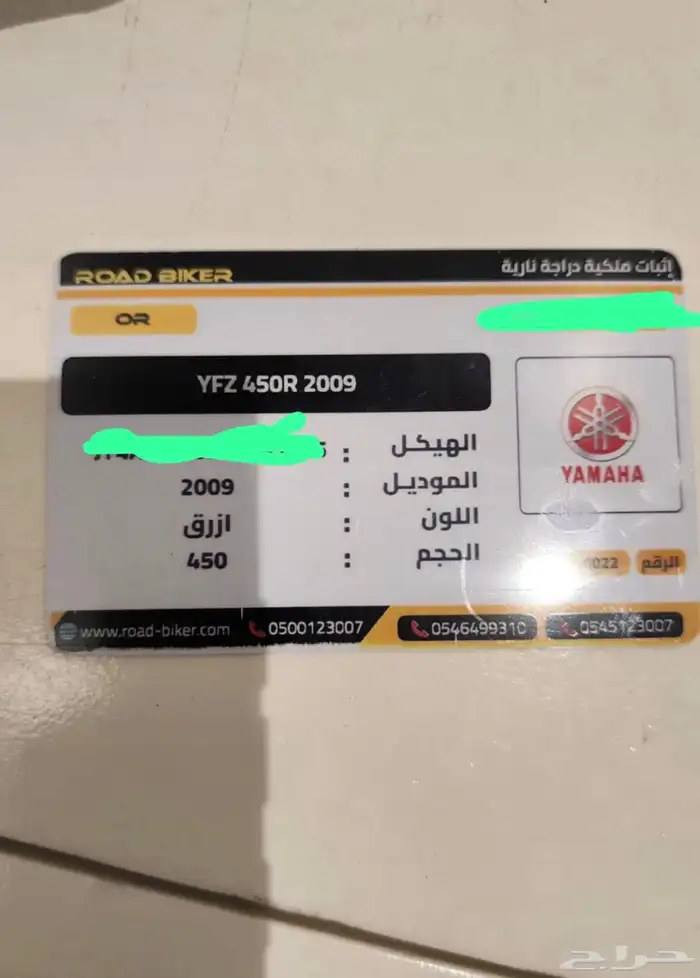 إثبات ملكية دراجة نارية
ROAD BIKER
OR
YFZ 450R 2009
YAMAHA
الهيكل :
الموديل : 2009
اللون : ازرق
الحجم : 450
الرقم
www.road-biker.com 0500123007 0546499310 0545123007
حراج